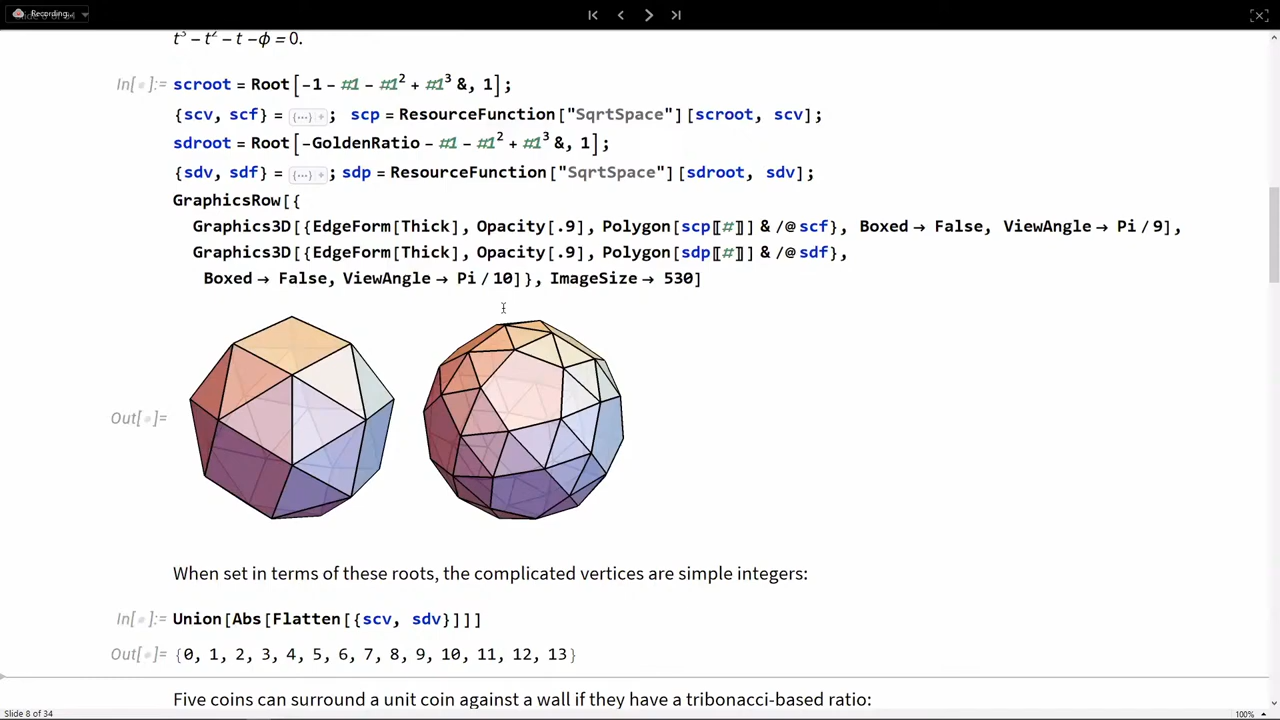 Recording...
t³ – t² – t – ϕ = 0.
In[ ]:= scroot = Root[-1 - #1 - #1² + #1³ &, 1];
{scv, scf} = {⋯} + ; scp = ResourceFunction["SqrtSpace"][scroot, scv];
sdroot = Root[-GoldenRatio - #1 - #1² + #1³ &, 1];
{sdv, sdf} = {⋯} + ; sdp = ResourceFunction["SqrtSpace"][sdroot, sdv];
GraphicsRow[{
Graphics3D[{EdgeForm[Thick], Opacity[.9], Polygon[scp〚#〛] & /@ scf}, Boxed → False, ViewAngle → Pi / 9],
Graphics3D[{EdgeForm[Thick], Opacity[.9], Polygon[sdp〚#〛] & /@ sdf},
Boxed → False, ViewAngle → Pi / 10]}, ImageSize → 530]
Out[ ]=
When set in terms of these roots, the complicated vertices are simple integers:
In[ ]:= Union[Abs[Flatten[{scv, sdv}]]]
Out[ ]= {0, 1, 2, 3, 4, 5, 6, 7, 8, 9, 10, 11, 12, 13}
Five coins can surround a unit coin against a wall if they have a tribonacci-based ratio:
Slide 8 of 34
100%